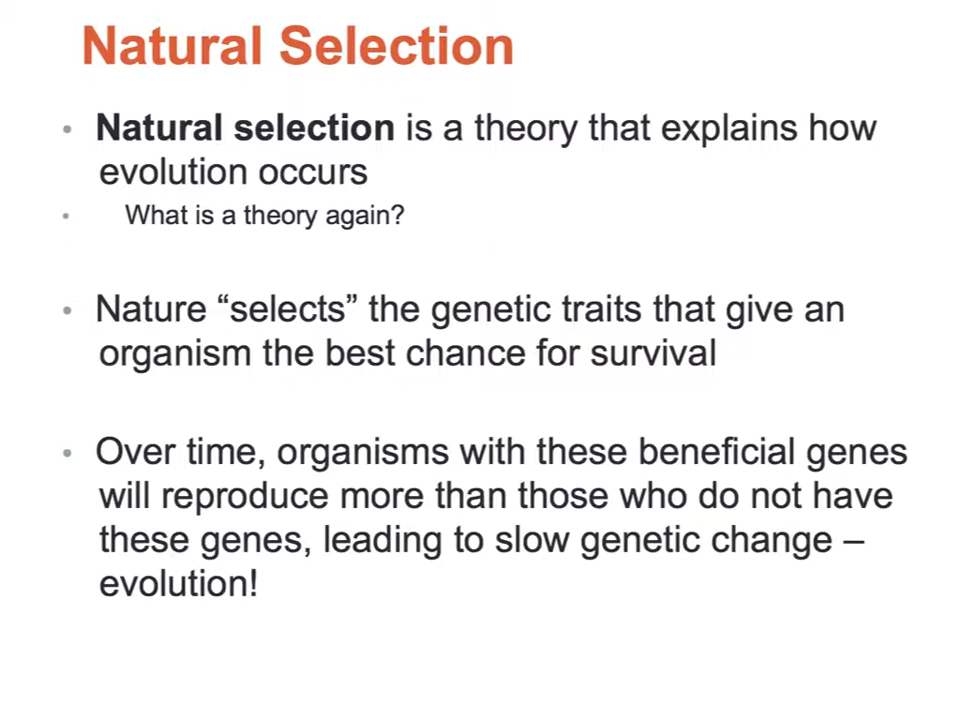 Natural Selection
• Natural selection is a theory that explains how
evolution occurs
• What is a theory again?
• Nature “selects” the genetic traits that give an
organism the best chance for survival
• Over time, organisms with these beneficial genes
will reproduce more than those who do not have
these genes, leading to slow genetic change –
evolution!